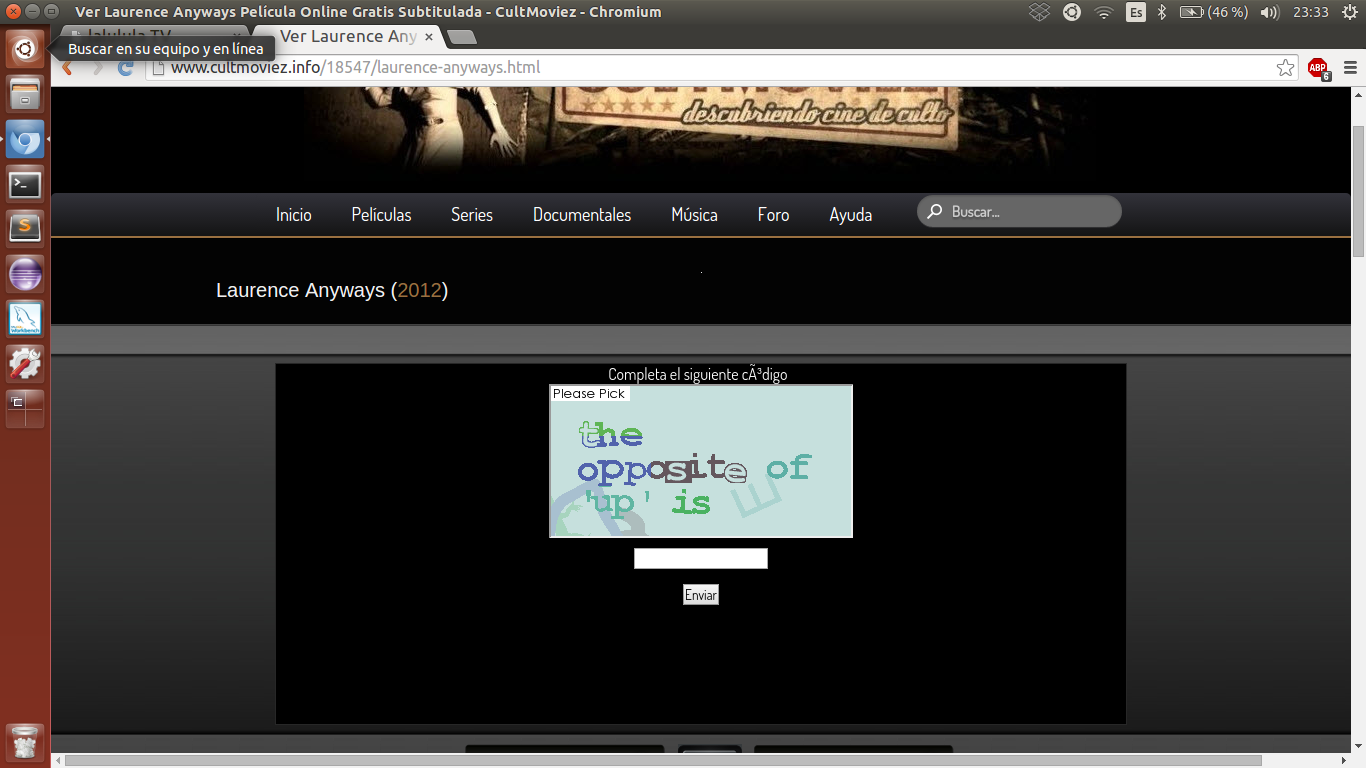 Ver Laurence Anyways Película Online Gratis Subtitulada - CultMoviez - Chromium
Es
(46 %)
23:33
Ver Laurence Any
Buscar en su equipo y en línea
www.cultmoviez.info/18547/laurence-anyways.html
ABP
6
descubriendo cine de culto
Inicio
Películas
Series
Documentales
Música
Foro
Ayuda
Buscar...
Laurence Anyways (2012)
Completa el siguiente cÃ³digo
Please Pick
the
opposite of
'up' is
Enviar
Workbench